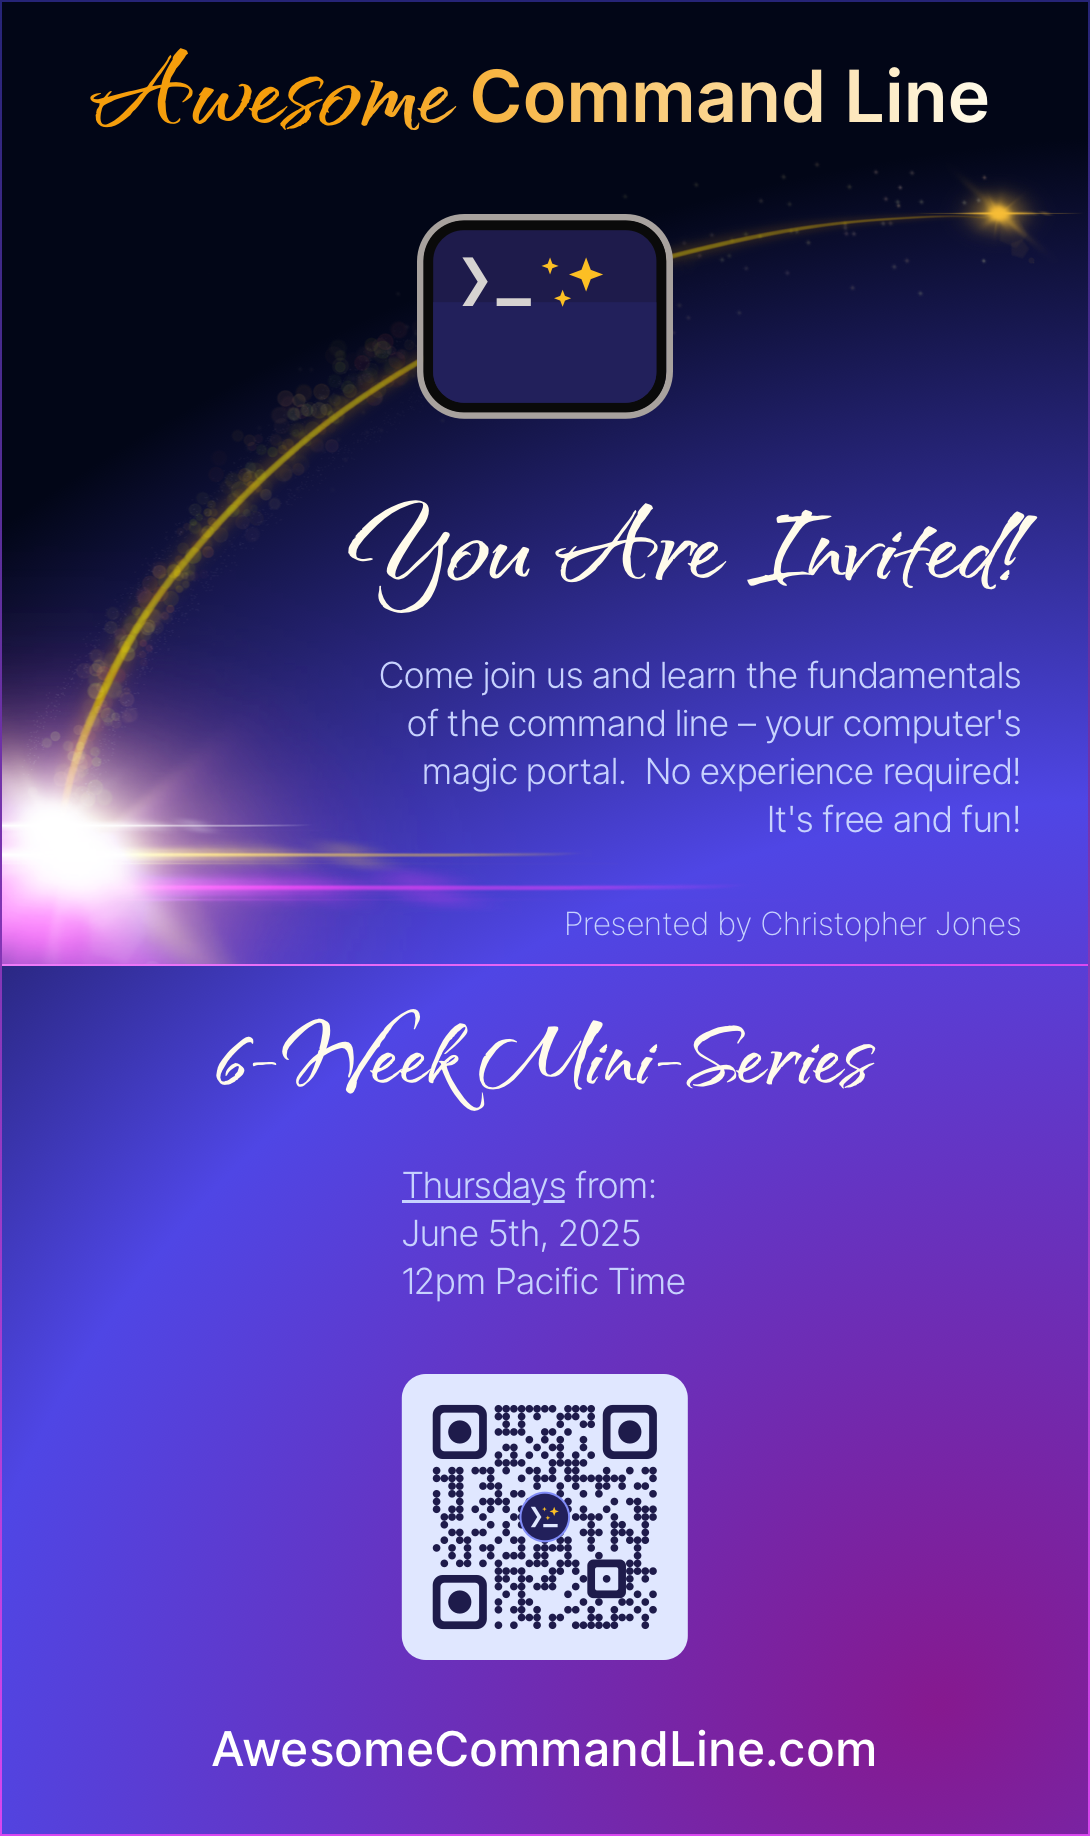 Awesome Command Line
❯_
You Are Invited!
Come join us and learn the fundamentals
of the command line – your computer's
magic portal.  No experience required!
It's free and fun!
Presented by Christopher Jones
6-Week Mini-Series
Thursdays from:
June 5th, 2025
12pm Pacific Time
❯_
AwesomeCommandLine.com